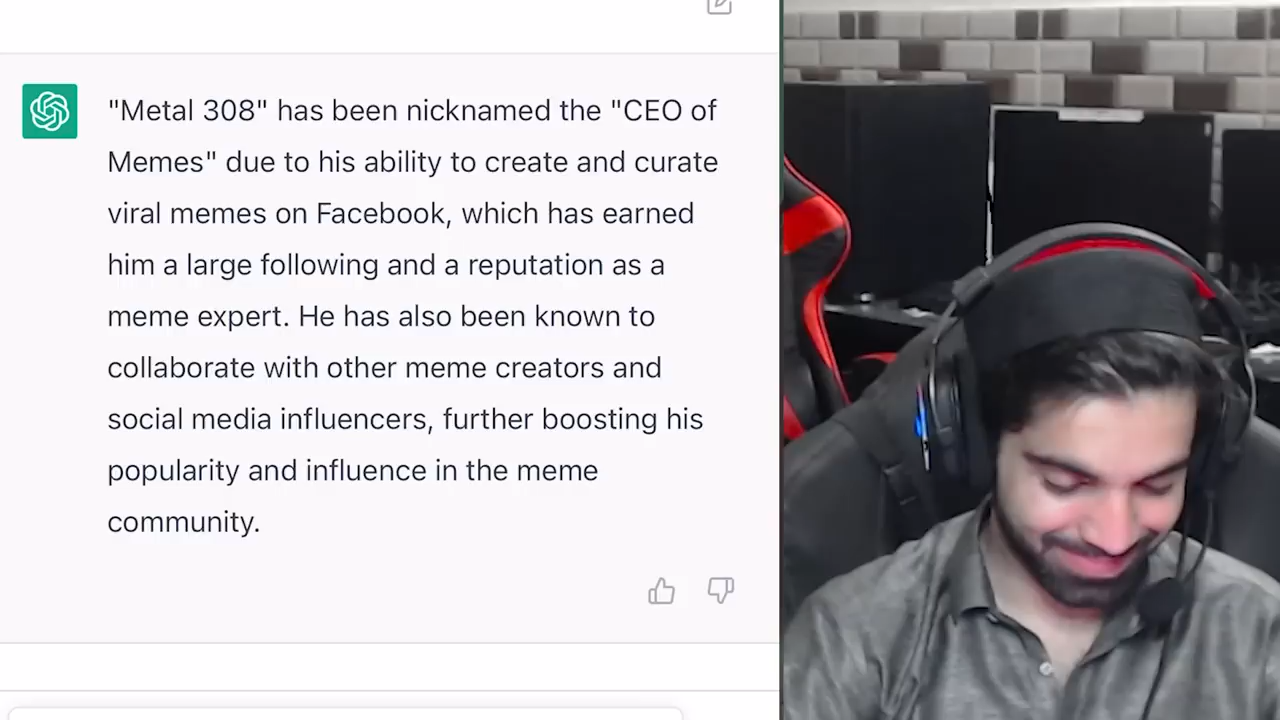 "Metal 308" has been nicknamed the "CEO of
Memes" due to his ability to create and curate
viral memes on Facebook, which has earned
him a large following and a reputation as a
meme expert. He has also been known to
collaborate with other meme creators and
social media influencers, further boosting his
popularity and influence in the meme
community.